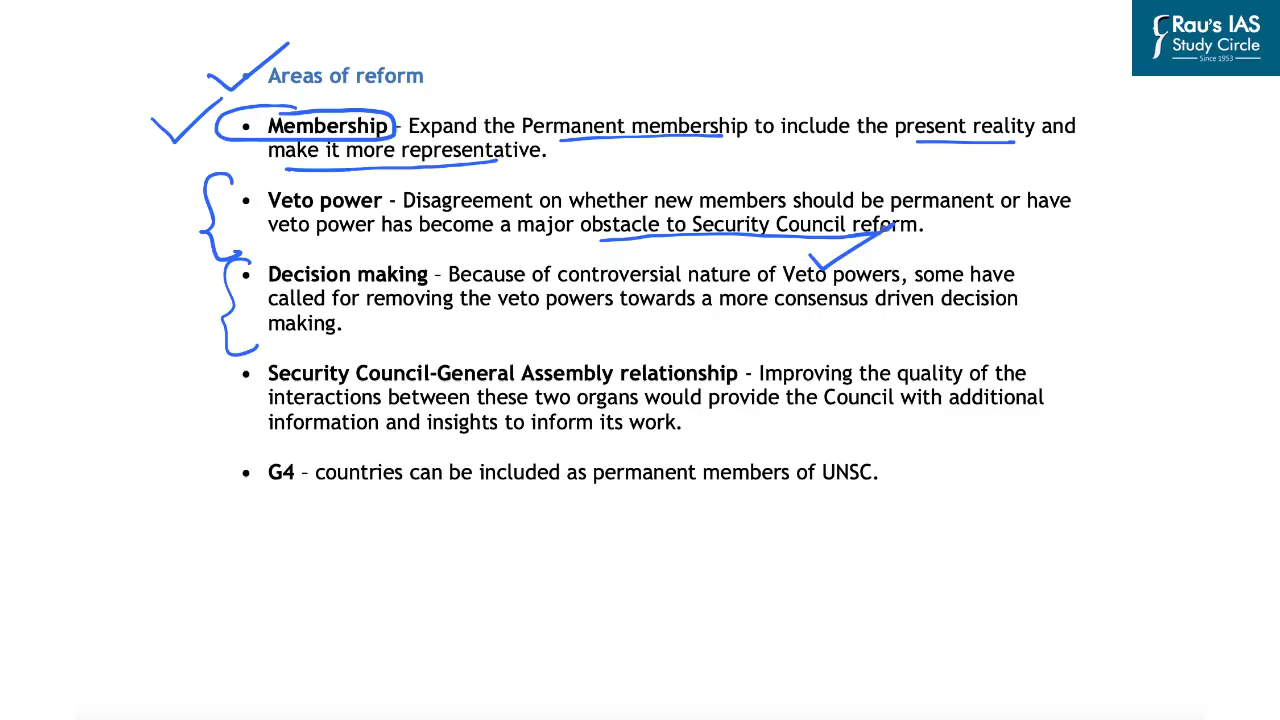 Rau's IAS
Study Circle
Since 1953
• Areas of reform
• Membership – Expand the Permanent membership to include the present reality and
make it more representative.
• Veto power - Disagreement on whether new members should be permanent or have
veto power has become a major obstacle to Security Council reform.
• Decision making – Because of controversial nature of Veto powers, some have
called for removing the veto powers towards a more consensus driven decision
making.
• Security Council-General Assembly relationship - Improving the quality of the
interactions between these two organs would provide the Council with additional
information and insights to inform its work.
• G4 – countries can be included as permanent members of UNSC.